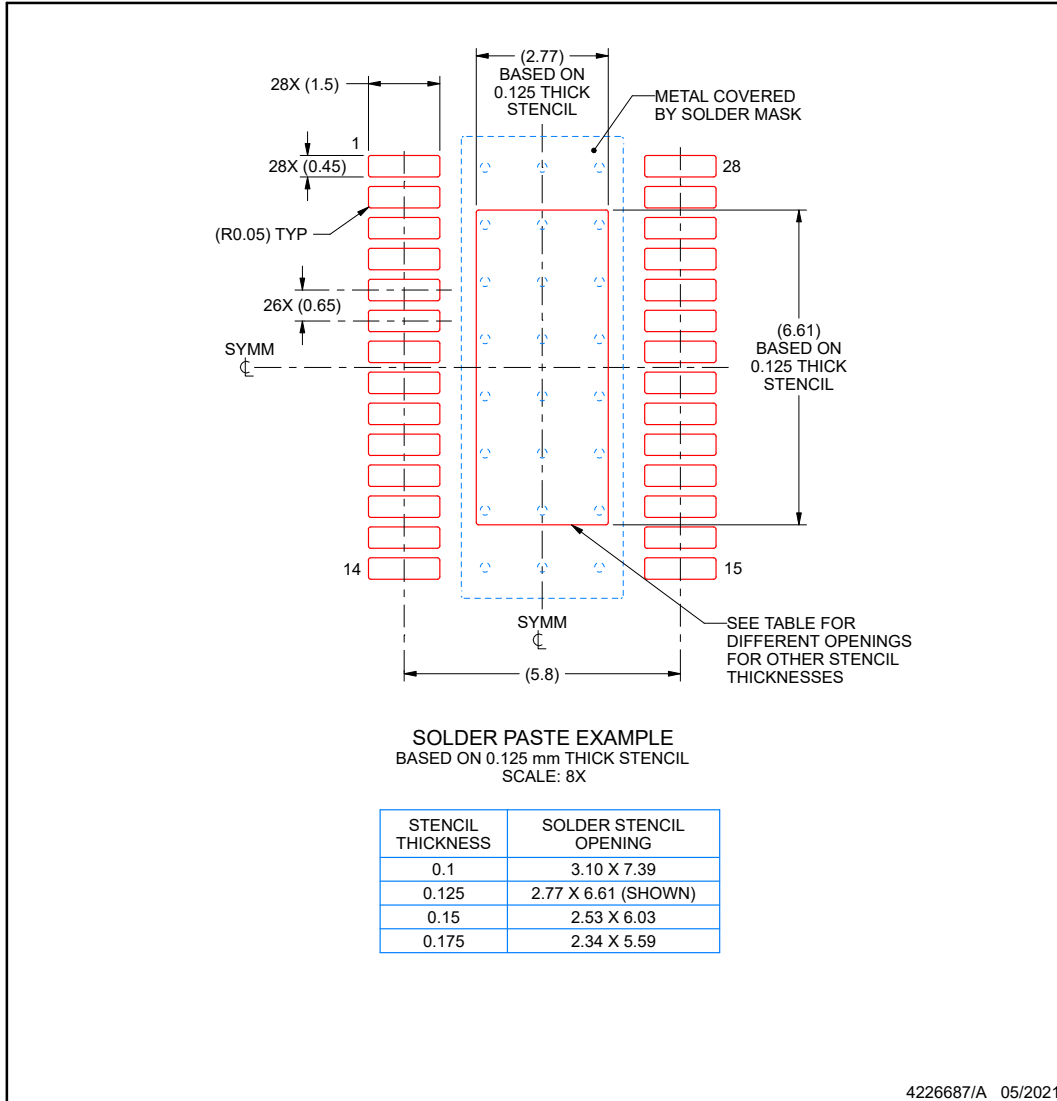 (2.77)
BASED ON
0.125 THICK
STENCIL
28X (1.5)
METAL COVERED
BY SOLDER MASK
1
28X (0.45)
28
(R0.05) TYP
26X (0.65)
SYMM
℄
(6.61)
BASED ON
0.125 THICK
STENCIL
14
15
SYMM
℄
SEE TABLE FOR
DIFFERENT OPENINGS
FOR OTHER STENCIL
THICKNESSES
(5.8)
SOLDER PASTE EXAMPLE
BASED ON 0.125 mm THICK STENCIL
SCALE: 8X
STENCIL
THICKNESS
SOLDER STENCIL
OPENING
0.1
3.10 X 7.39
0.125
2.77 X 6.61 (SHOWN)
0.15
2.53 X 6.03
0.175
2.34 X 5.59
4226687/A 05/2021